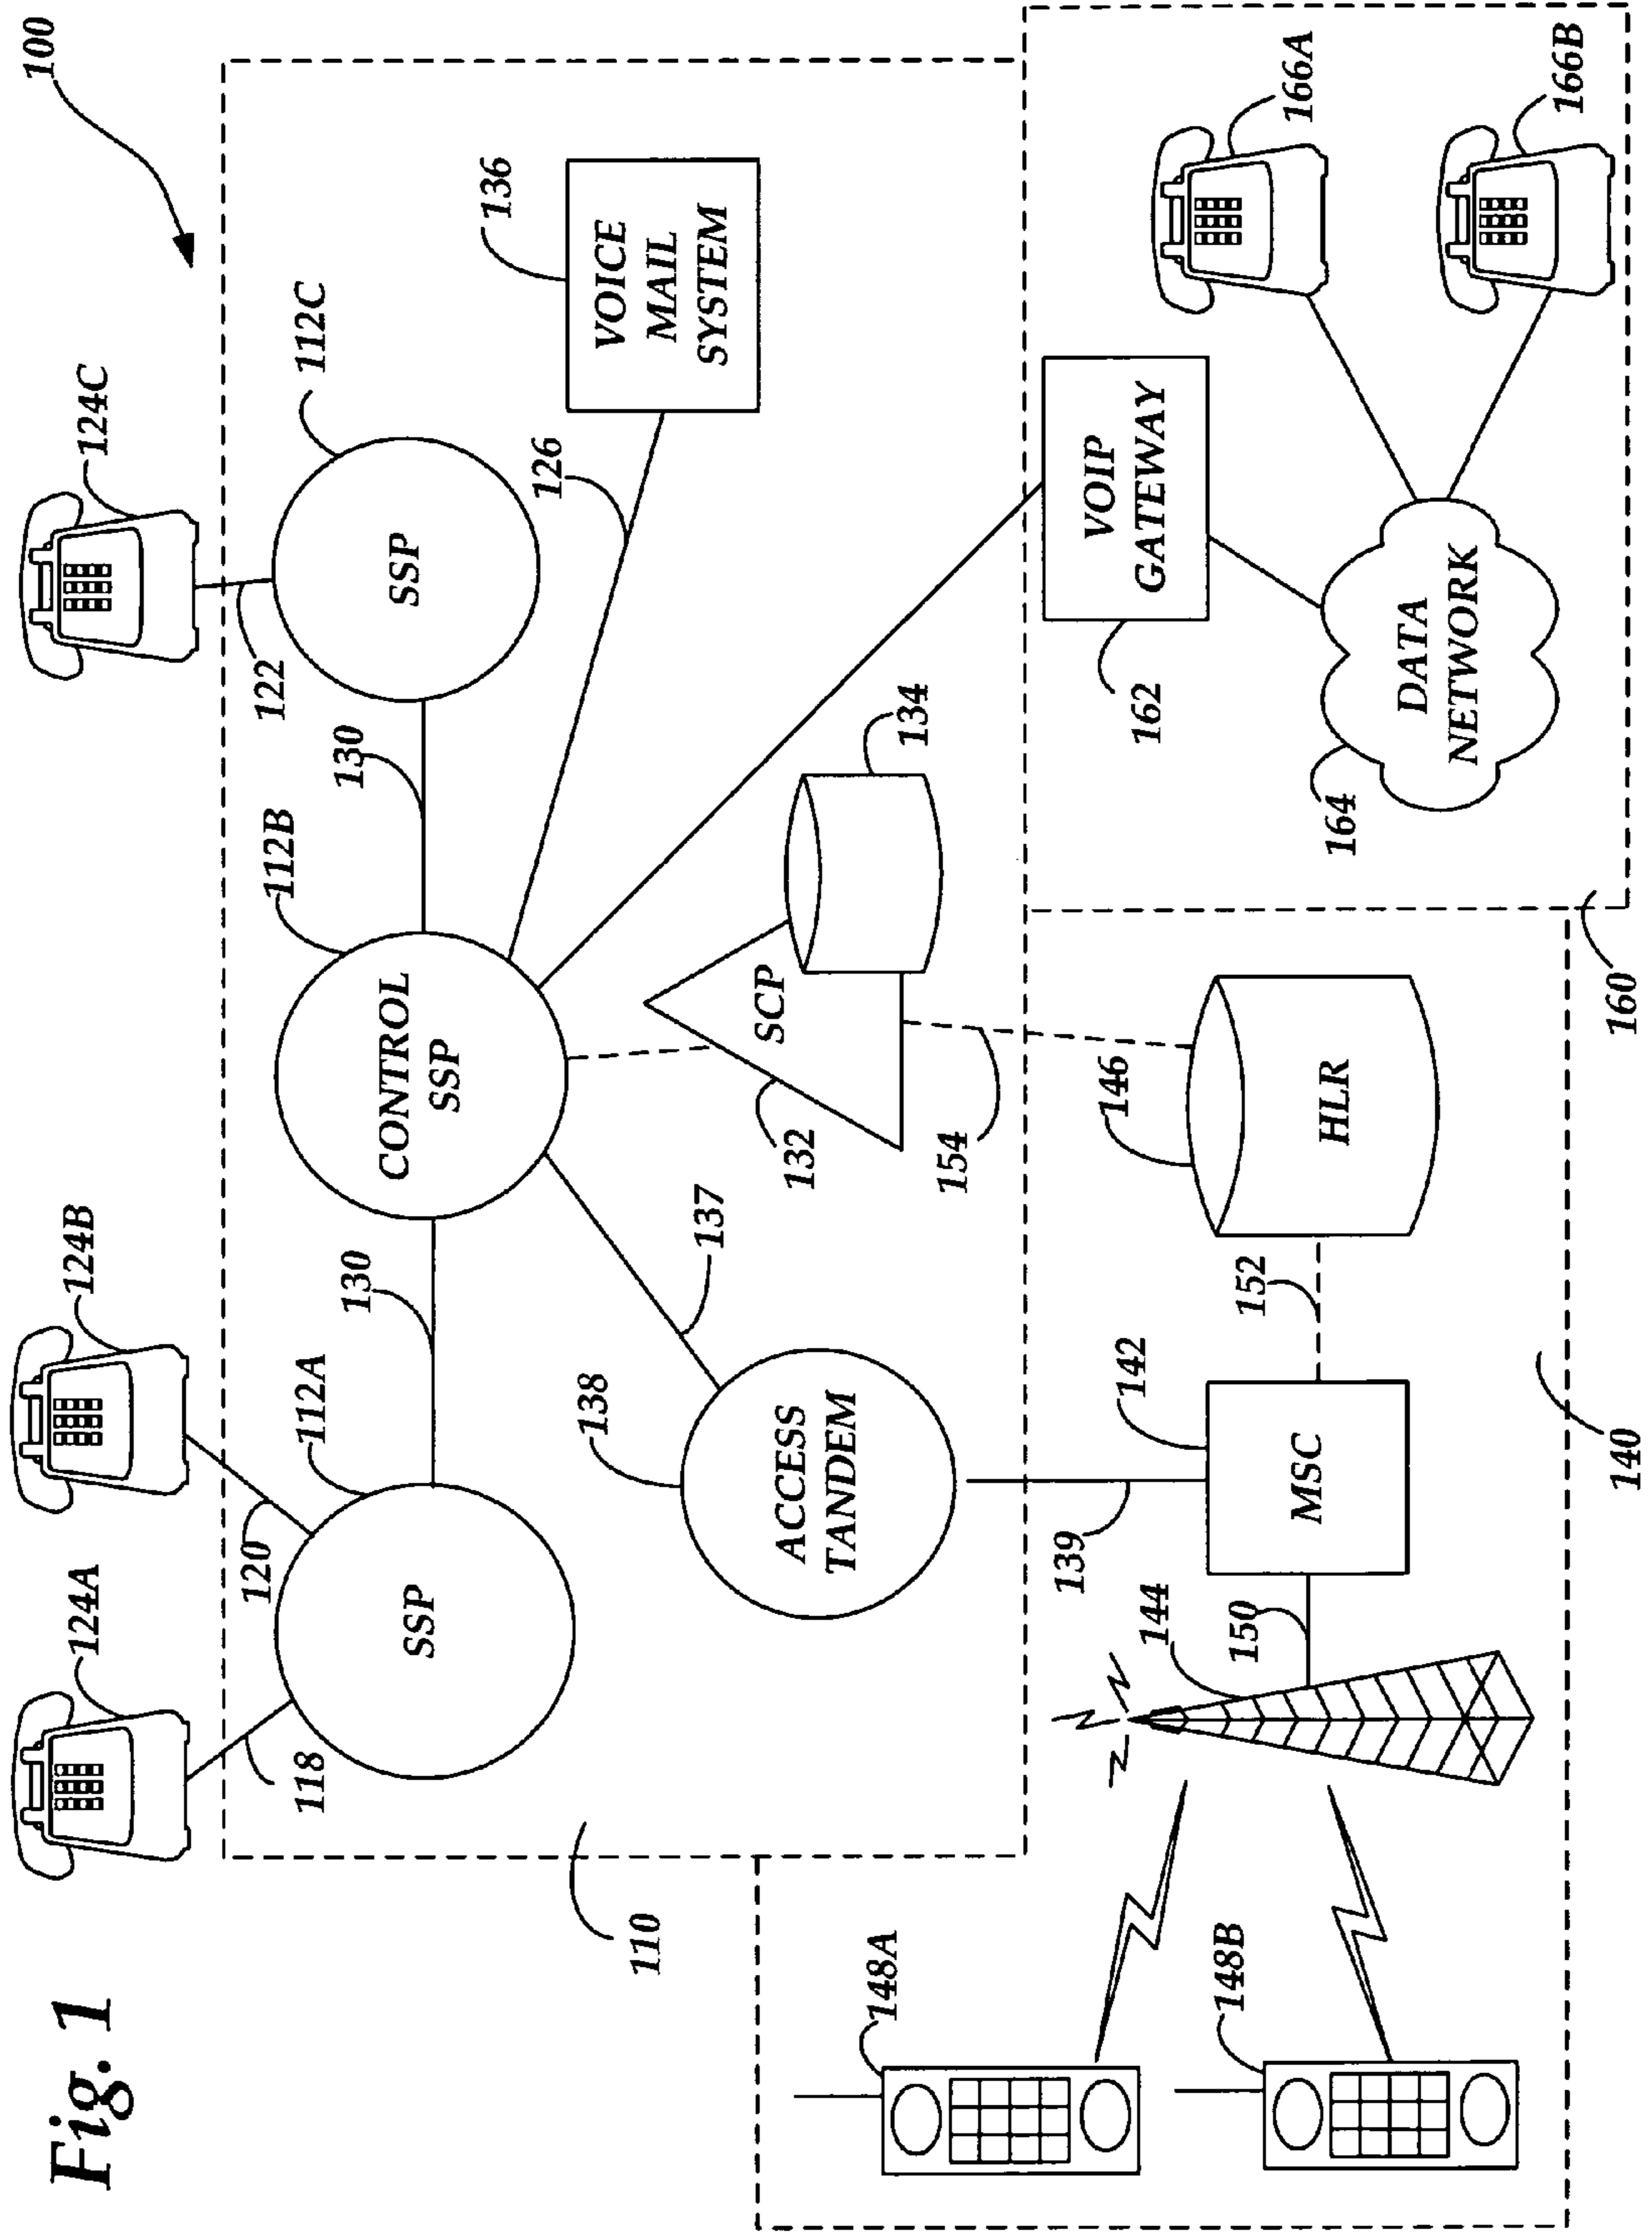 Fig. 1
100
124A
124B
124C
118
120
122
112A
112B
112C
130
130
SSP
CONTROL
SSP
SSP
126
136
VOICE
MAIL
SYSTEM
138
137
ACCESS
TANDEM
132
SCP
134
154
110
139
142
MSC
144
150
152
146
HLR
148A
148B
140
162
VOIP
GATEWAY
164
DATA
NETWORK
166A
166B
160